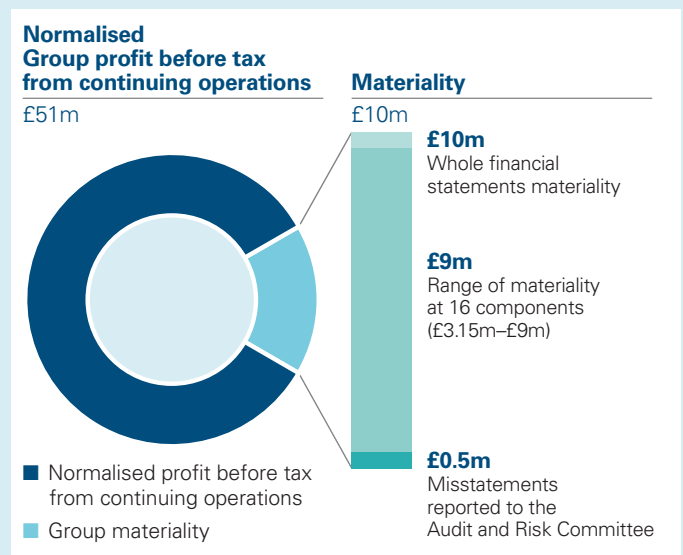 Normalised
Group profit before tax
from continuing operations
£51m
Materiality
£10m
£10m
Whole financial
statements materiality
£9m
Range of materiality
at 16 components
(£3.15m–£9m)
£0.5m
Misstatements
reported to the
Audit and Risk Committee
Normalised profit before tax
from continuing operations
Group materiality